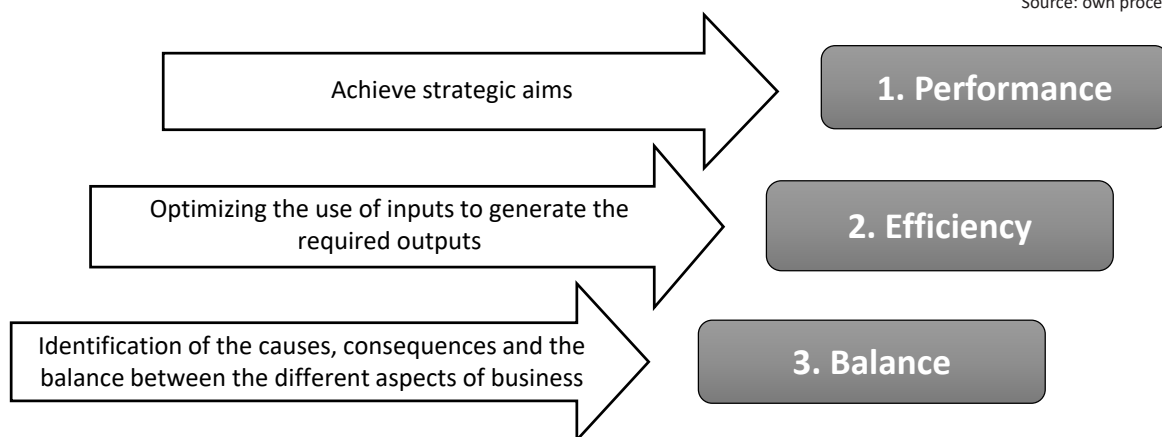 Source: own proce
Achieve strategic aims
1. Performance
Optimizing the use of inputs to generate the
required outputs
2. Efficiency
Identification of the causes, consequences and the
balance between the different aspects of business
3. Balance